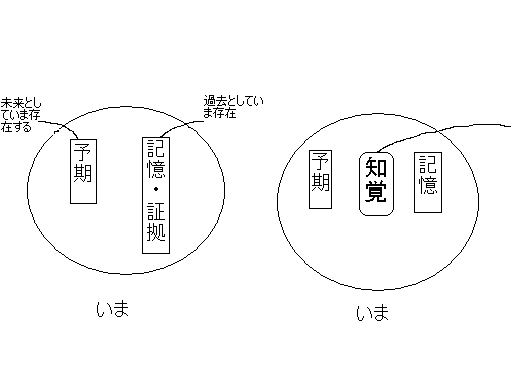 未来とし
ていま存
在する
過去としてい
ま存在
予期
記憶・証拠
いま
予期
知覚
記憶
いま